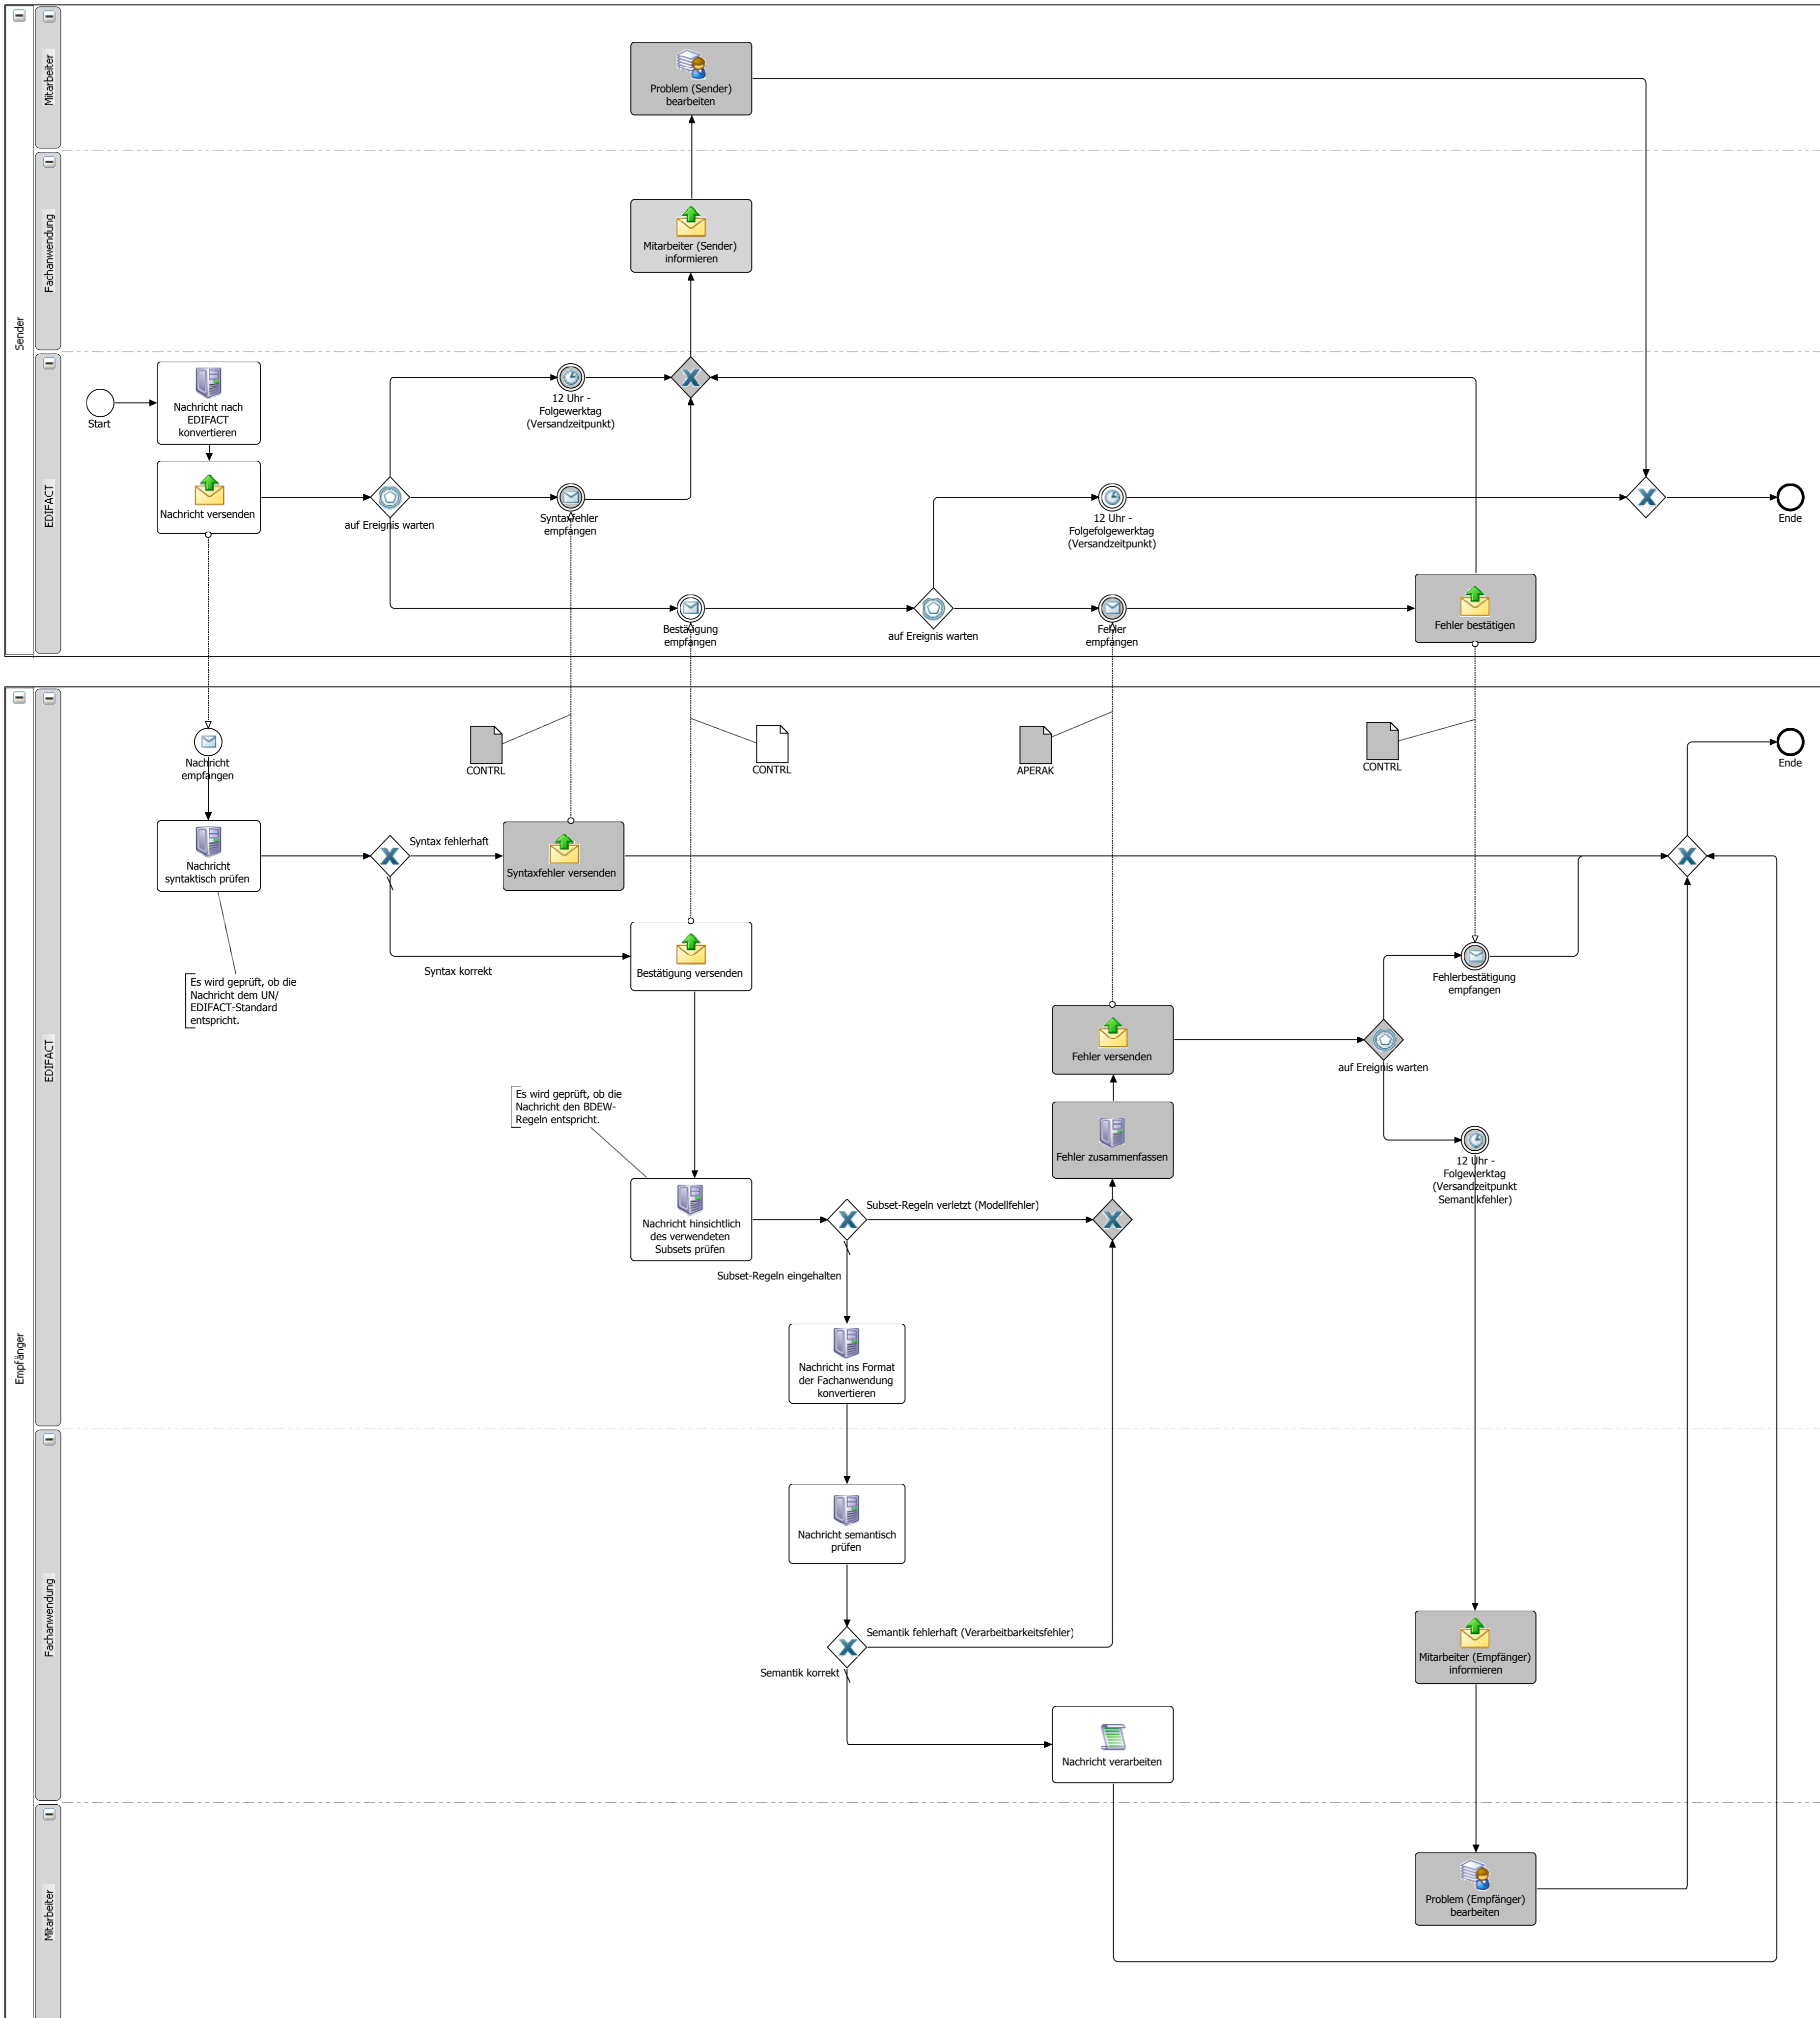 Sender
Mitarbeiter
Problem (Sender)
bearbeiten
Fachanwendung
Mitarbeiter (Sender)
informieren
EDIFACT
Start
Nachricht nach
EDIFACT
konvertieren
Nachricht versenden
auf Ereignis warten
12 Uhr -
Folgewerktag
(Versandzeitpunkt)
Syntaxfehler
empfangen
Bestätigung
empfangen
auf Ereignis warten
12 Uhr -
Folgefolgewerktag
(Versandzeitpunkt)
Fehler
empfangen
Fehler bestätigen
Ende
Empfänger
EDIFACT
Nachricht
empfangen
CONTRL
CONTRL
APERAK
CONTRL
Ende
Nachricht
syntaktisch prüfen
Syntax fehlerhaft
Syntaxfehler versenden
Syntax korrekt
Bestätigung versenden
Es wird geprüft, ob die
Nachricht dem UN/
EDIFACT-Standard
entspricht.
Fehlerbestätigung
empfangen
Fehler versenden
auf Ereignis warten
Es wird geprüft, ob die
Nachricht den BDEW-
Regeln entspricht.
Fehler zusammenfassen
12 Uhr -
Folgewerktag
(Versandzeitpunkt
Semantikfehler)
Nachricht hinsichtlich
des verwendeten
Subsets prüfen
Subset-Regeln verletzt (Modellfehler)
Subset-Regeln eingehalten
Nachricht ins Format
der Fachanwendung
konvertieren
Fachanwendung
Nachricht semantisch
prüfen
Semantik fehlerhaft (Verarbeitbarkeitsfehler)
Semantik korrekt
Mitarbeiter (Empfänger)
informieren
Nachricht verarbeiten
Mitarbeiter
Problem (Empfänger)
bearbeiten